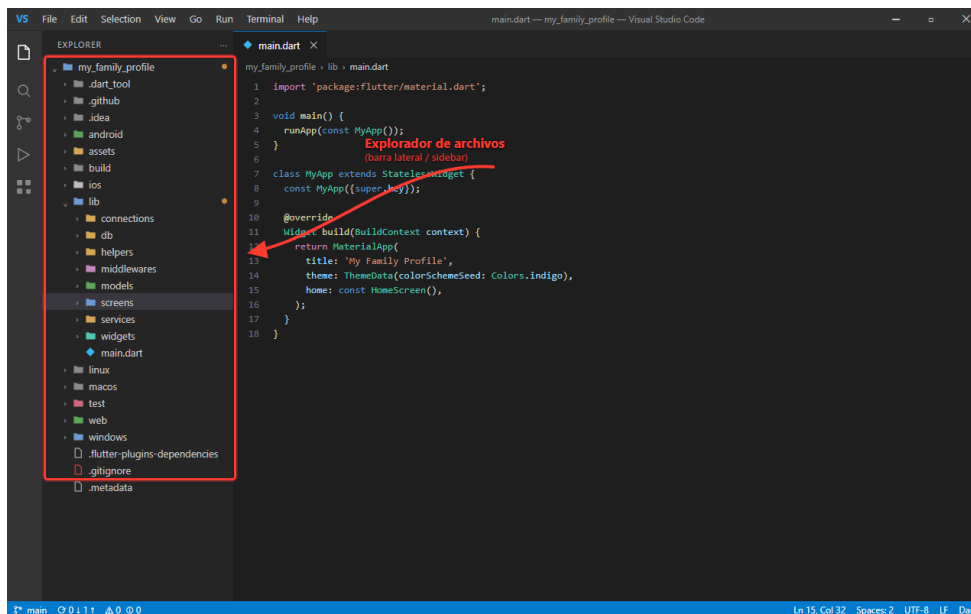 VS File Edit Selection View Go Run Terminal Help main.dart — my_family_profile — Visual Studio Code
EXPLORER ...
main.dart ×
my_family_profile
.dart_tool
.github
.idea
android
assets
build
ios
lib
connections
db
helpers
middlewares
models
screens
services
widgets
main.dart
linux
macos
test
web
windows
.flutter-plugins-dependencies
.gitignore
.metadata
my_family_profile › lib › main.dart
1 import 'package:flutter/material.dart';
2
3 void main() {
4 runApp(const MyApp());
5 }
6
7 class MyApp extends StatelessWidget {
8 const MyApp({super.key});
9
10 @override
11 Widget build(BuildContext context) {
12 return MaterialApp(
13 title: 'My Family Profile',
14 theme: ThemeData(colorSchemeSeed: Colors.indigo),
15 home: const HomeScreen(),
16 );
17 }
18 }
Explorador de archivos
(barra lateral / sidebar)
main 0↓1↑ 0 0 Ln 15, Col 32 Spaces: 2 UTF-8 LF Da